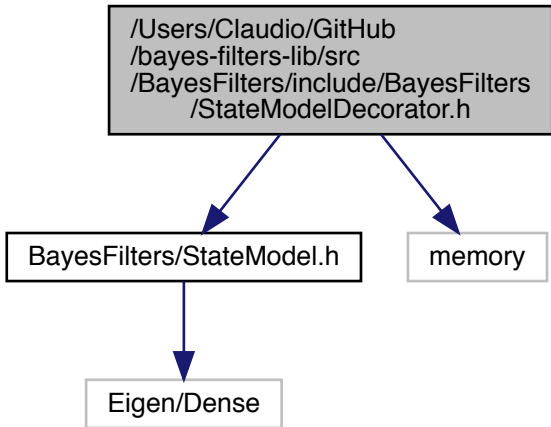 /Users/Claudio/GitHub
/bayes-filters-lib/src
/BayesFilters/include/BayesFilters
/StateModelDecorator.h
BayesFilters/StateModel.h
memory
Eigen/Dense